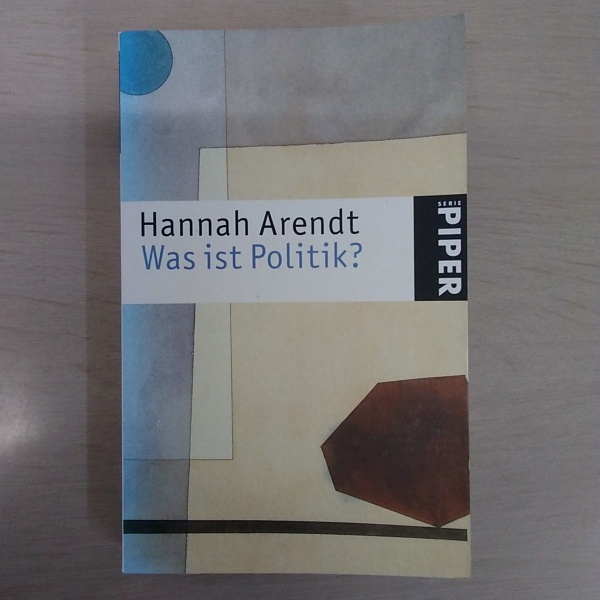 Hannah Arendt
Was ist Politik?
SERIE
PIPER